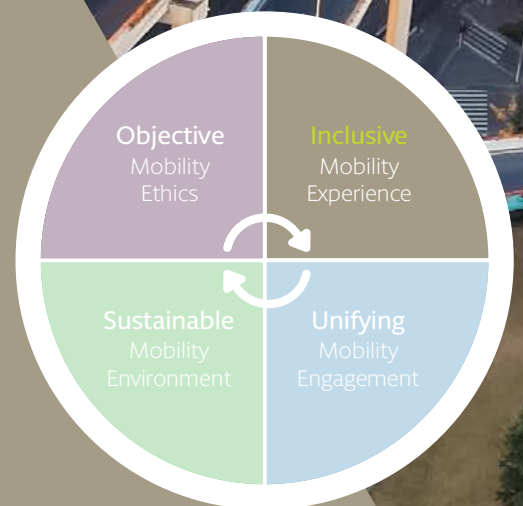 Objective
Mobility
Ethics
Inclusive
Mobility
Experience
Sustainable
Mobility
Environment
Unifying
Mobility
Engagement